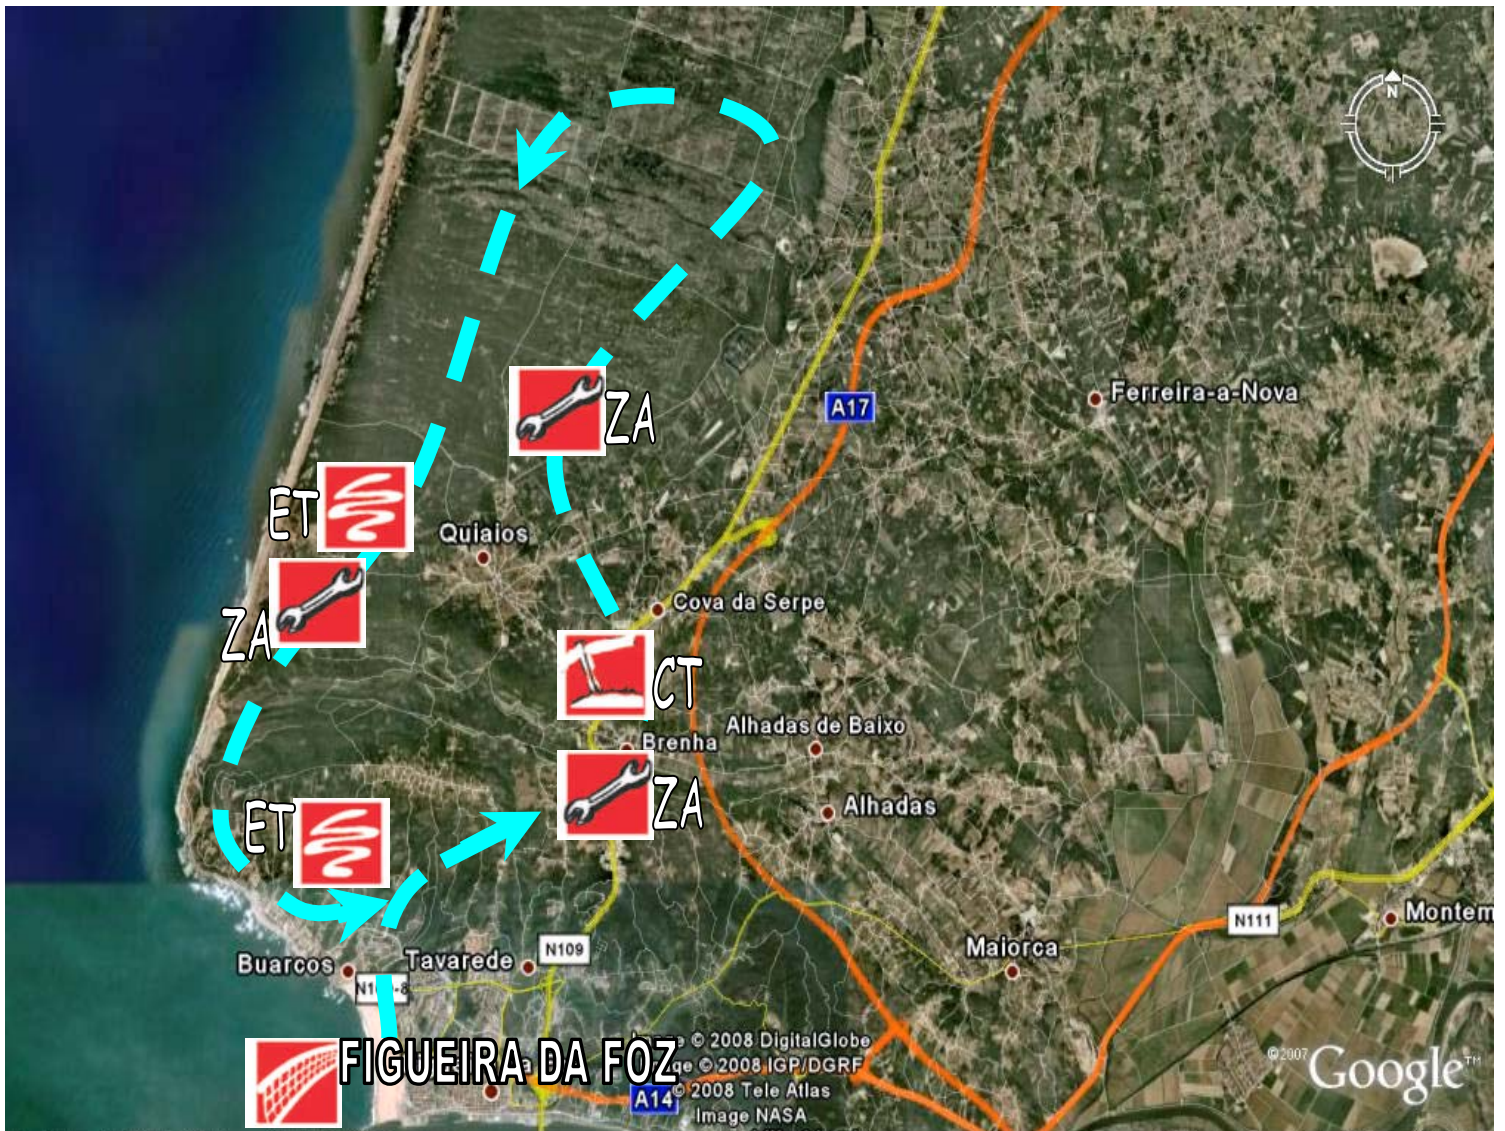 N
Ferreira-a-Nova
A17
ZA
ET
Quiaios
Cova da Serpe
ZA
CT
Alhadas de Baixo
Brenha
ZA
Alhadas
ET
N111
Montem
N109
Maiorca
Tavarede
Buarcos
FIGUEIRA DA FOZ
© 2008 DigitalGlobe
© 2008 IGP/DGRF
© 2008 Tele Atlas
Image NASA
A14
©2007 Google™